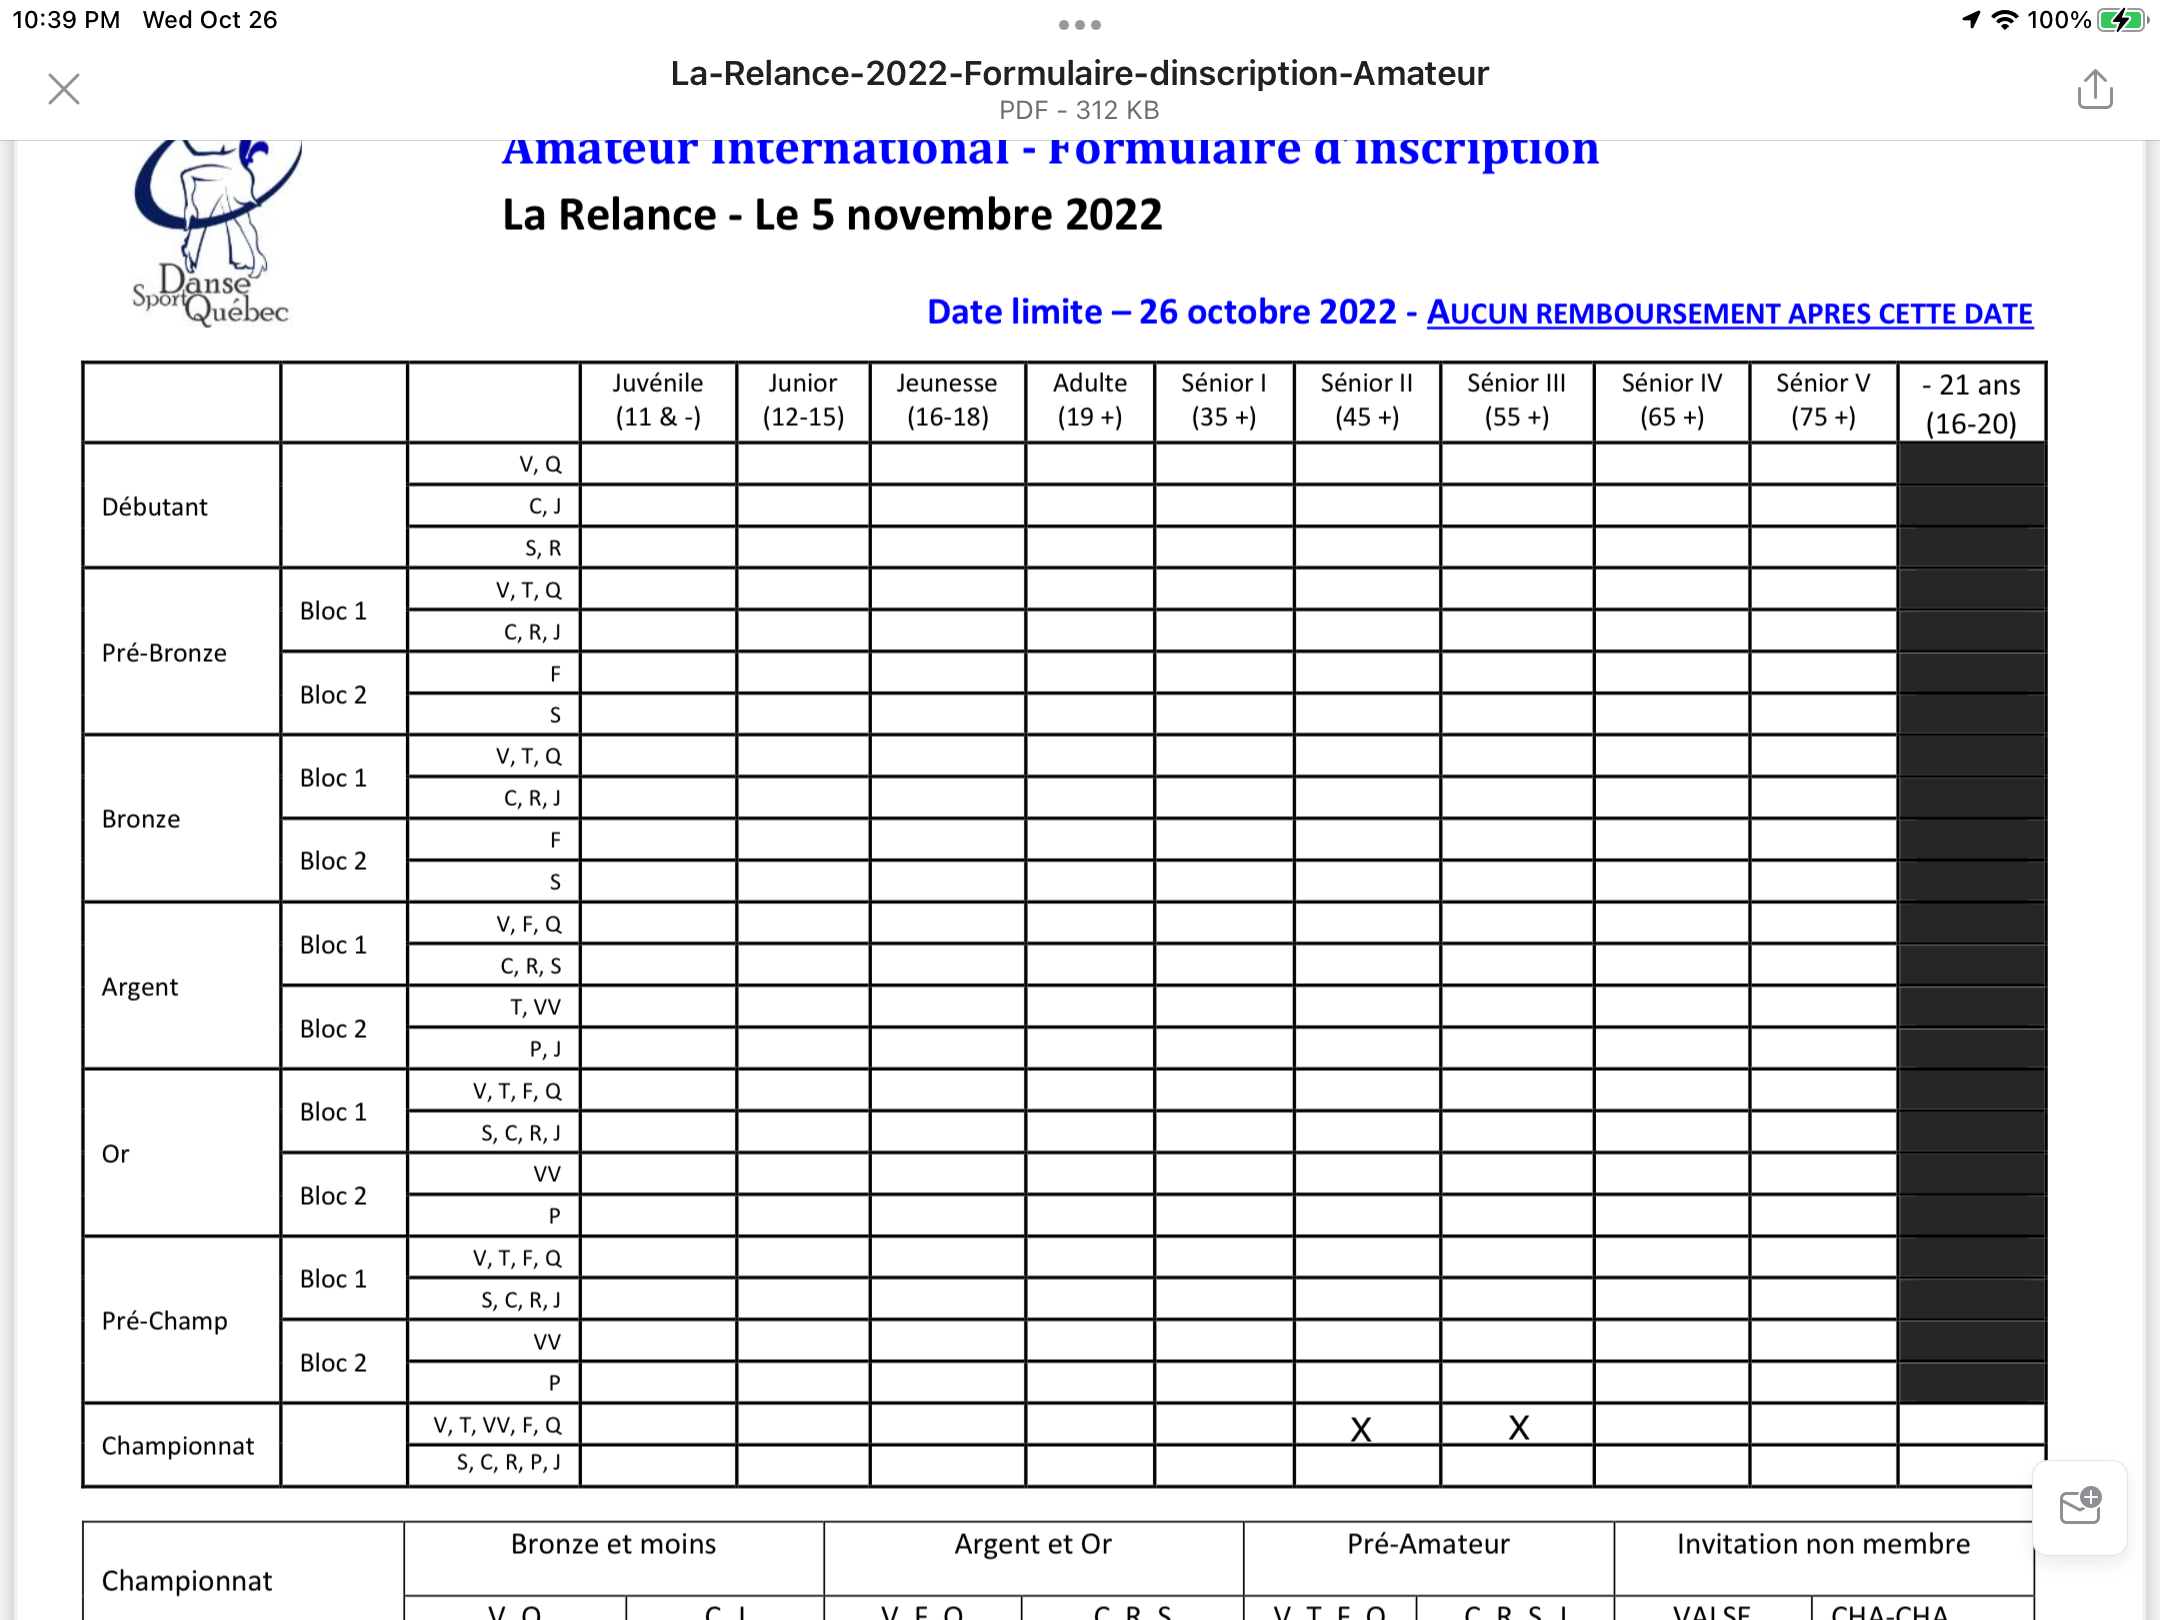 10:39 PM Wed Oct 26
100%
La-Relance-2022-Formulaire-dinscription-Amateur
PDF - 312 KB
Amateur International - Formulaire d'inscription
La Relance - Le 5 novembre 2022
Danse
Sport Québec
Date limite – 26 octobre 2022 - AUCUN REMBOURSEMENT APRES CETTE DATE
Juvénile (11 & -) Junior (12-15) Jeunesse (16-18) Adulte (19 +) Sénior I (35 +) Sénior II (45 +) Sénior III (55 +) Sénior IV (65 +) Sénior V (75 +) - 21 ans (16-20)
Débutant
V, Q
C, J
S, R
Pré-Bronze
Bloc 1
V, T, Q
C, R, J
Bloc 2
F
S
Bronze
Bloc 1
V, T, Q
C, R, J
Bloc 2
F
S
Argent
Bloc 1
V, F, Q
C, R, S
Bloc 2
T, VV
P, J
Or
Bloc 1
V, T, F, Q
S, C, R, J
Bloc 2
VV
P
Pré-Champ
Bloc 1
V, T, F, Q
S, C, R, J
Bloc 2
VV
P
Championnat
V, T, VV, F, Q X X
S, C, R, P, J
Championnat
Bronze et moins Argent et Or Pré-Amateur Invitation non membre
V, Q C, J V, F, Q C, R, S V, T, F, Q C, R, S, J VALSE CHA-CHA